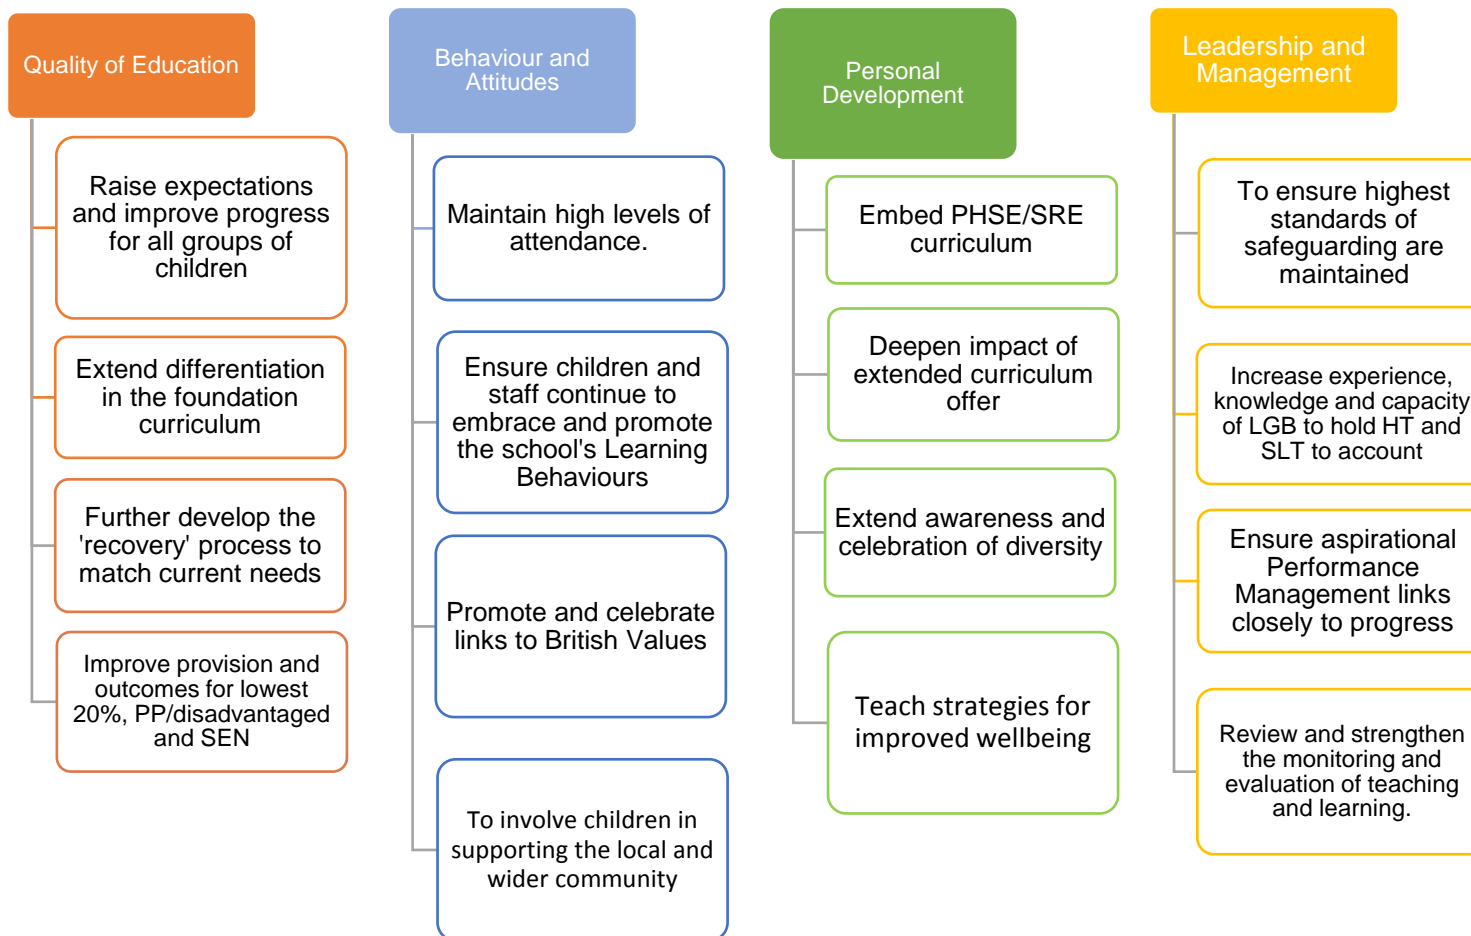 Quality of Education
Raise expectations
and improve progress
for all groups of
children
Extend differentiation
in the foundation
curriculum
Further develop the
'recovery' process to
match current needs
Improve provision and
outcomes for lowest
20%, PP/disadvantaged
and SEN
Behaviour and
Attitudes
Maintain high levels of
attendance.
Ensure children and
staff continue to
embrace and promote
the school's Learning
Behaviours
Promote and celebrate
links to British Values
To involve children in
supporting the local and
wider community
Personal
Development
Embed PHSE/SRE
curriculum
Deepen impact of
extended curriculum
offer
Extend awareness and
celebration of diversity
Teach strategies for
improved wellbeing
Leadership and
Management
To ensure highest
standards of
safeguarding are
maintained
Increase experience,
knowledge and capacity
of LGB to hold HT and
SLT to account
Ensure aspirational
Performance
Management links
closely to progress
Review and strengthen
the monitoring and
evaluation of teaching
and learning.